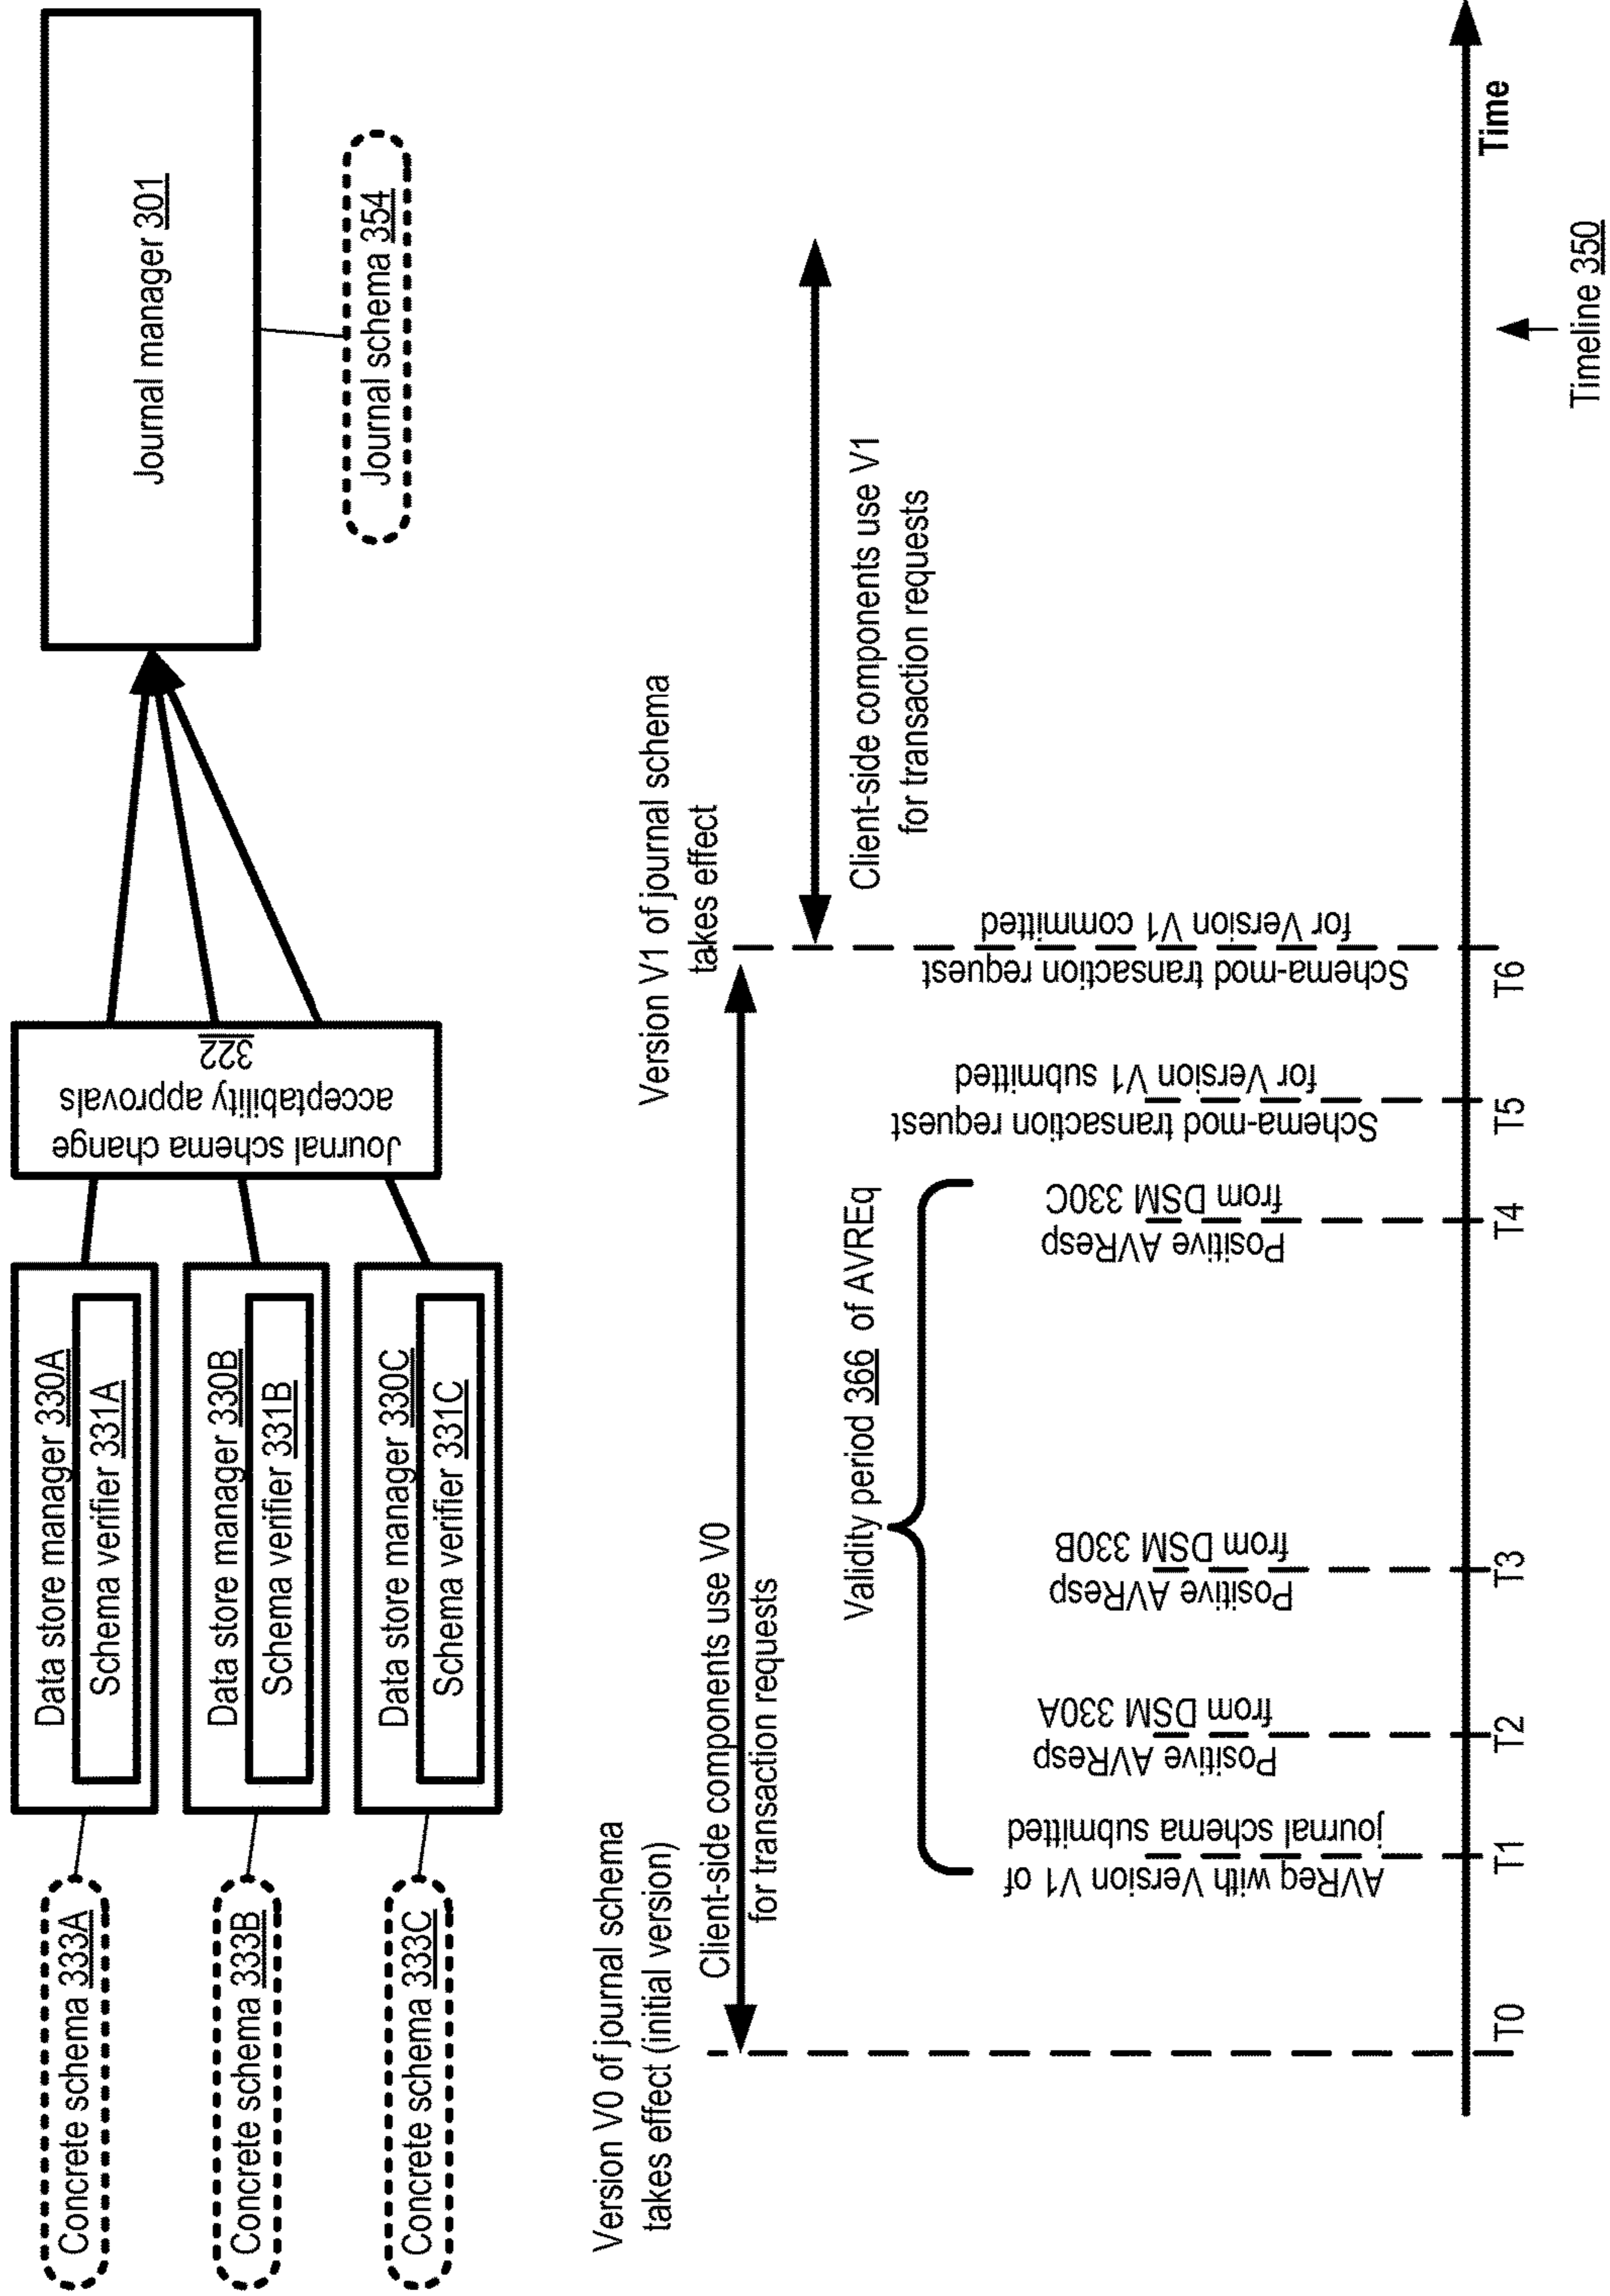 Concrete schema 333A
Data store manager 330A
Schema verifier 331A
Concrete schema 333B
Data store manager 330B
Schema verifier 331B
Concrete schema 333C
Data store manager 330C
Schema verifier 331C
Journal schema change
acceptability approvals
322
Journal manager 301
Journal schema 354
Version V0 of journal schema
takes effect (initial version)
Client-side components use V0
for transaction requests
Version V1 of journal schema
takes effect
Client-side components use V1
for transaction requests
Validity period 366 of AVREq
AVReq with Version V1 of
journal schema submitted
Positive AVResp
from DSM 330A
Positive AVResp
from DSM 330B
Positive AVResp
from DSM 330C
Schema-mod transaction request
for Version V1 submitted
Schema-mod transaction request
for Version V1 committed
T0
T1
T2
T3
T4
T5
T6
Time
Timeline 350